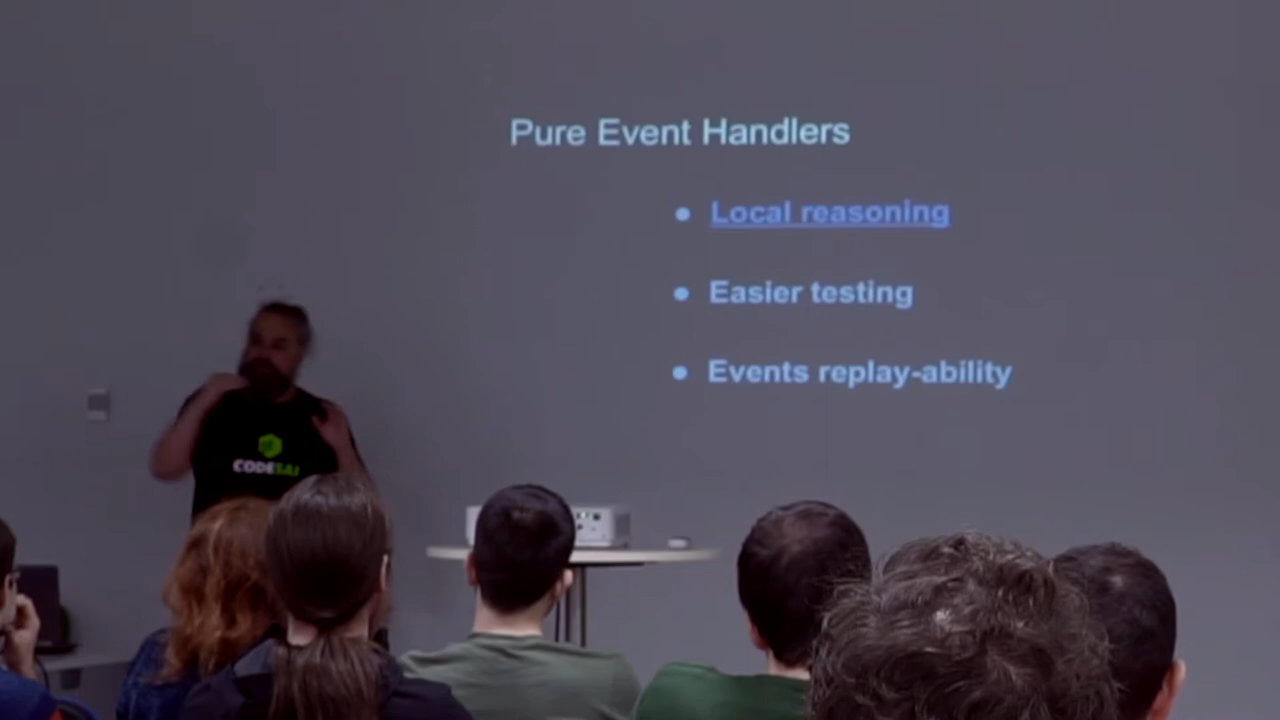 Pure Event Handlers
Local reasoning
Easier testing
Events replay-ability
CODESAI